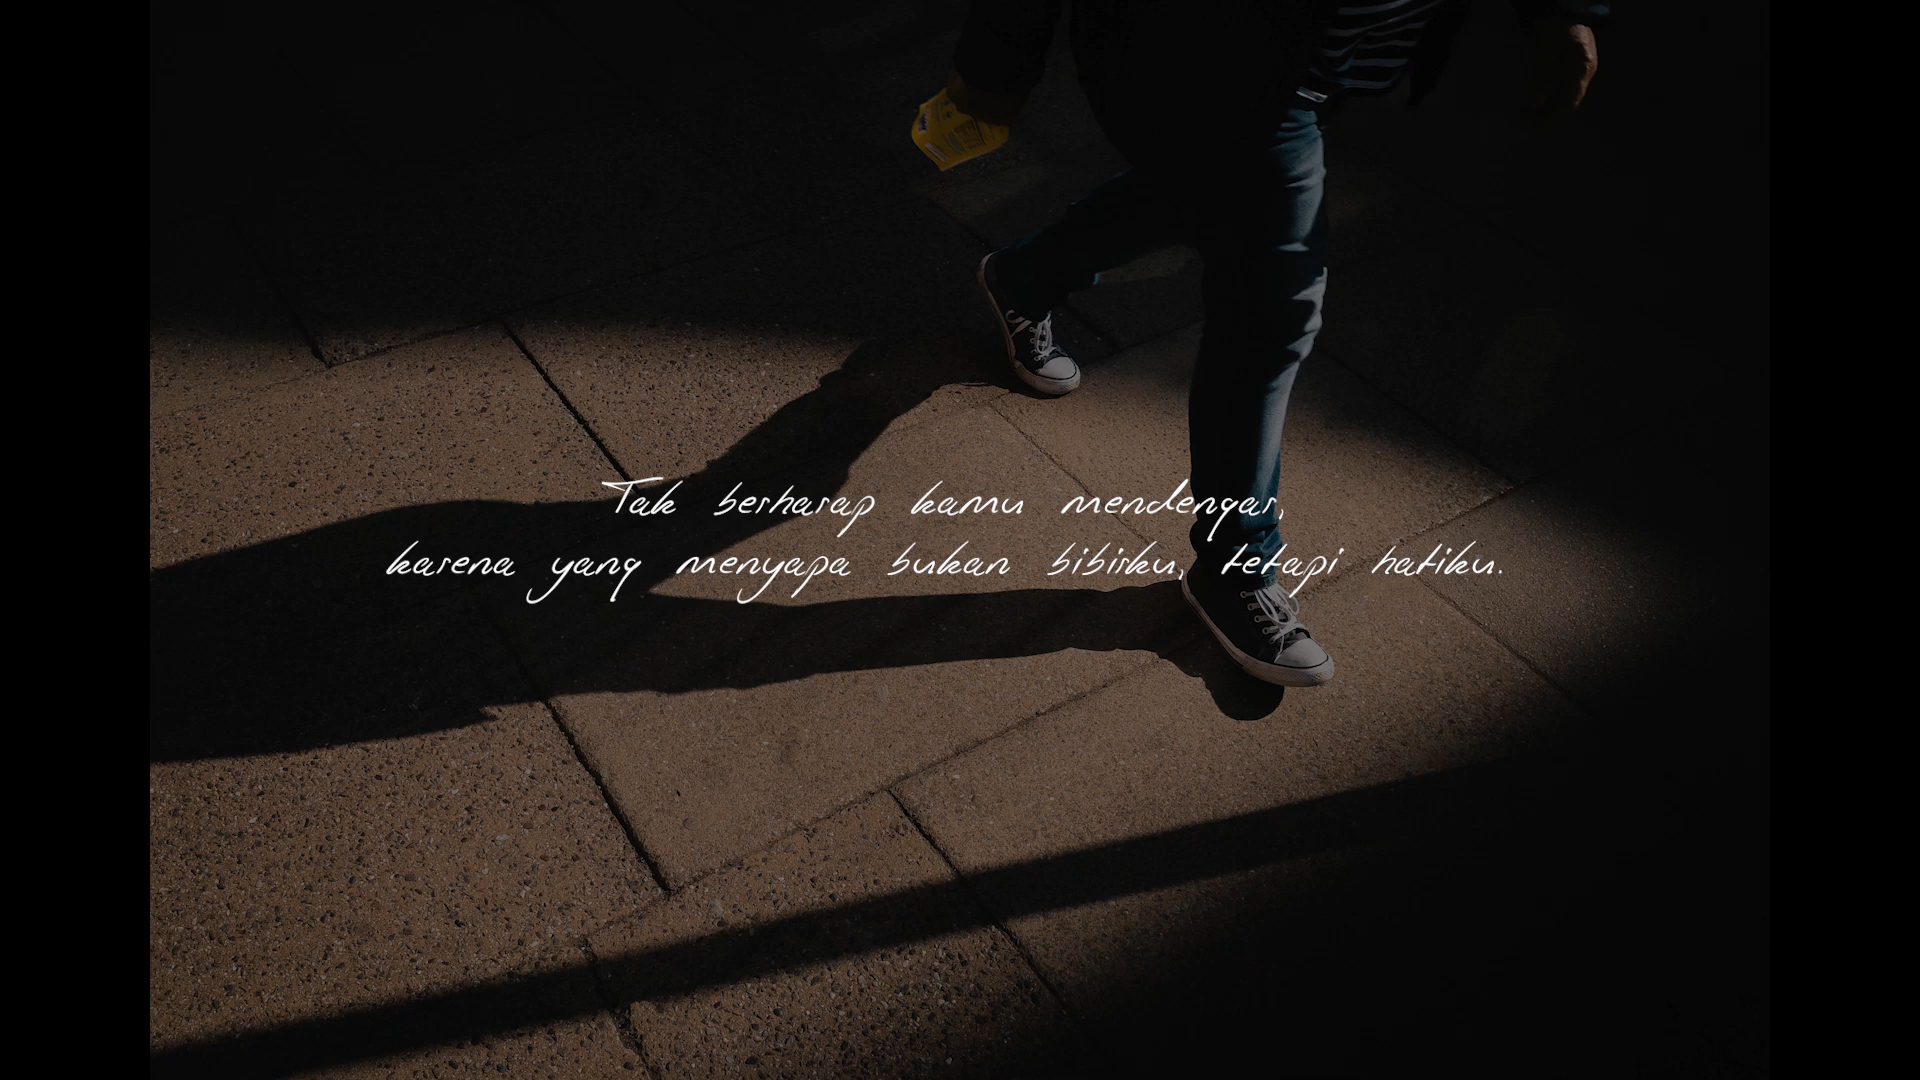 Tak berharap kamu mendengar,
karena yang menyapa bukan bibirku, tetapi hatiku.